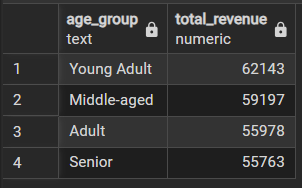 age_group total_revenue
text numeric
1 Young Adult 62143
2 Middle-aged 59197
3 Adult 55978
4 Senior 55763